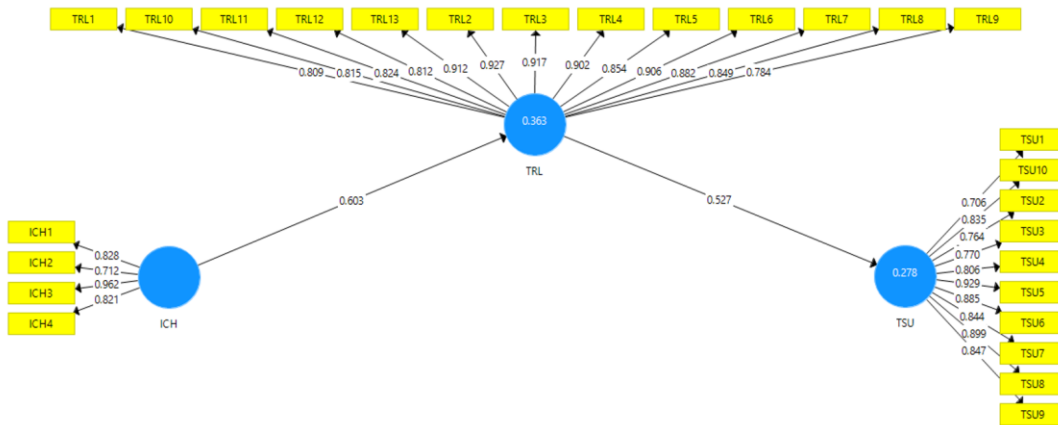 TRL1 TRL10 TRL11 TRL12 TRL13 TRL2 TRL3 TRL4 TRL5 TRL6 TRL7 TRL8 TRL9
0.809 0.815 0.824 0.812 0.912 0.927 0.917 0.902 0.854 0.906 0.882 0.849 0.784
0.363
TRL
0.603
0.527
ICH1
ICH2
ICH3
ICH4
0.828
0.712
0.962
0.821
ICH
0.278
TSU
0.706
0.835
0.764
0.770
0.806
0.929
0.885
0.844
0.899
0.847
TSU1
TSU10
TSU2
TSU3
TSU4
TSU5
TSU6
TSU7
TSU8
TSU9